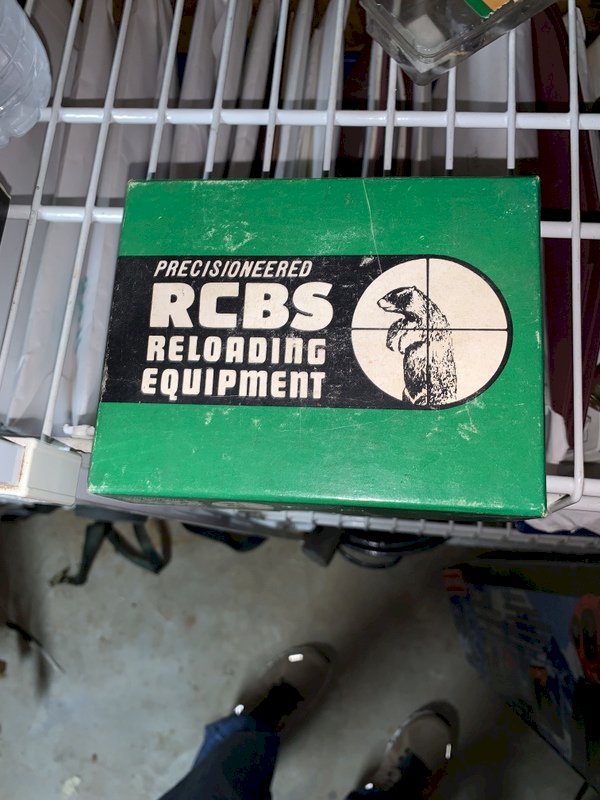 PRECISIONEERED
RCBS
RELOADING
EQUIPMENT